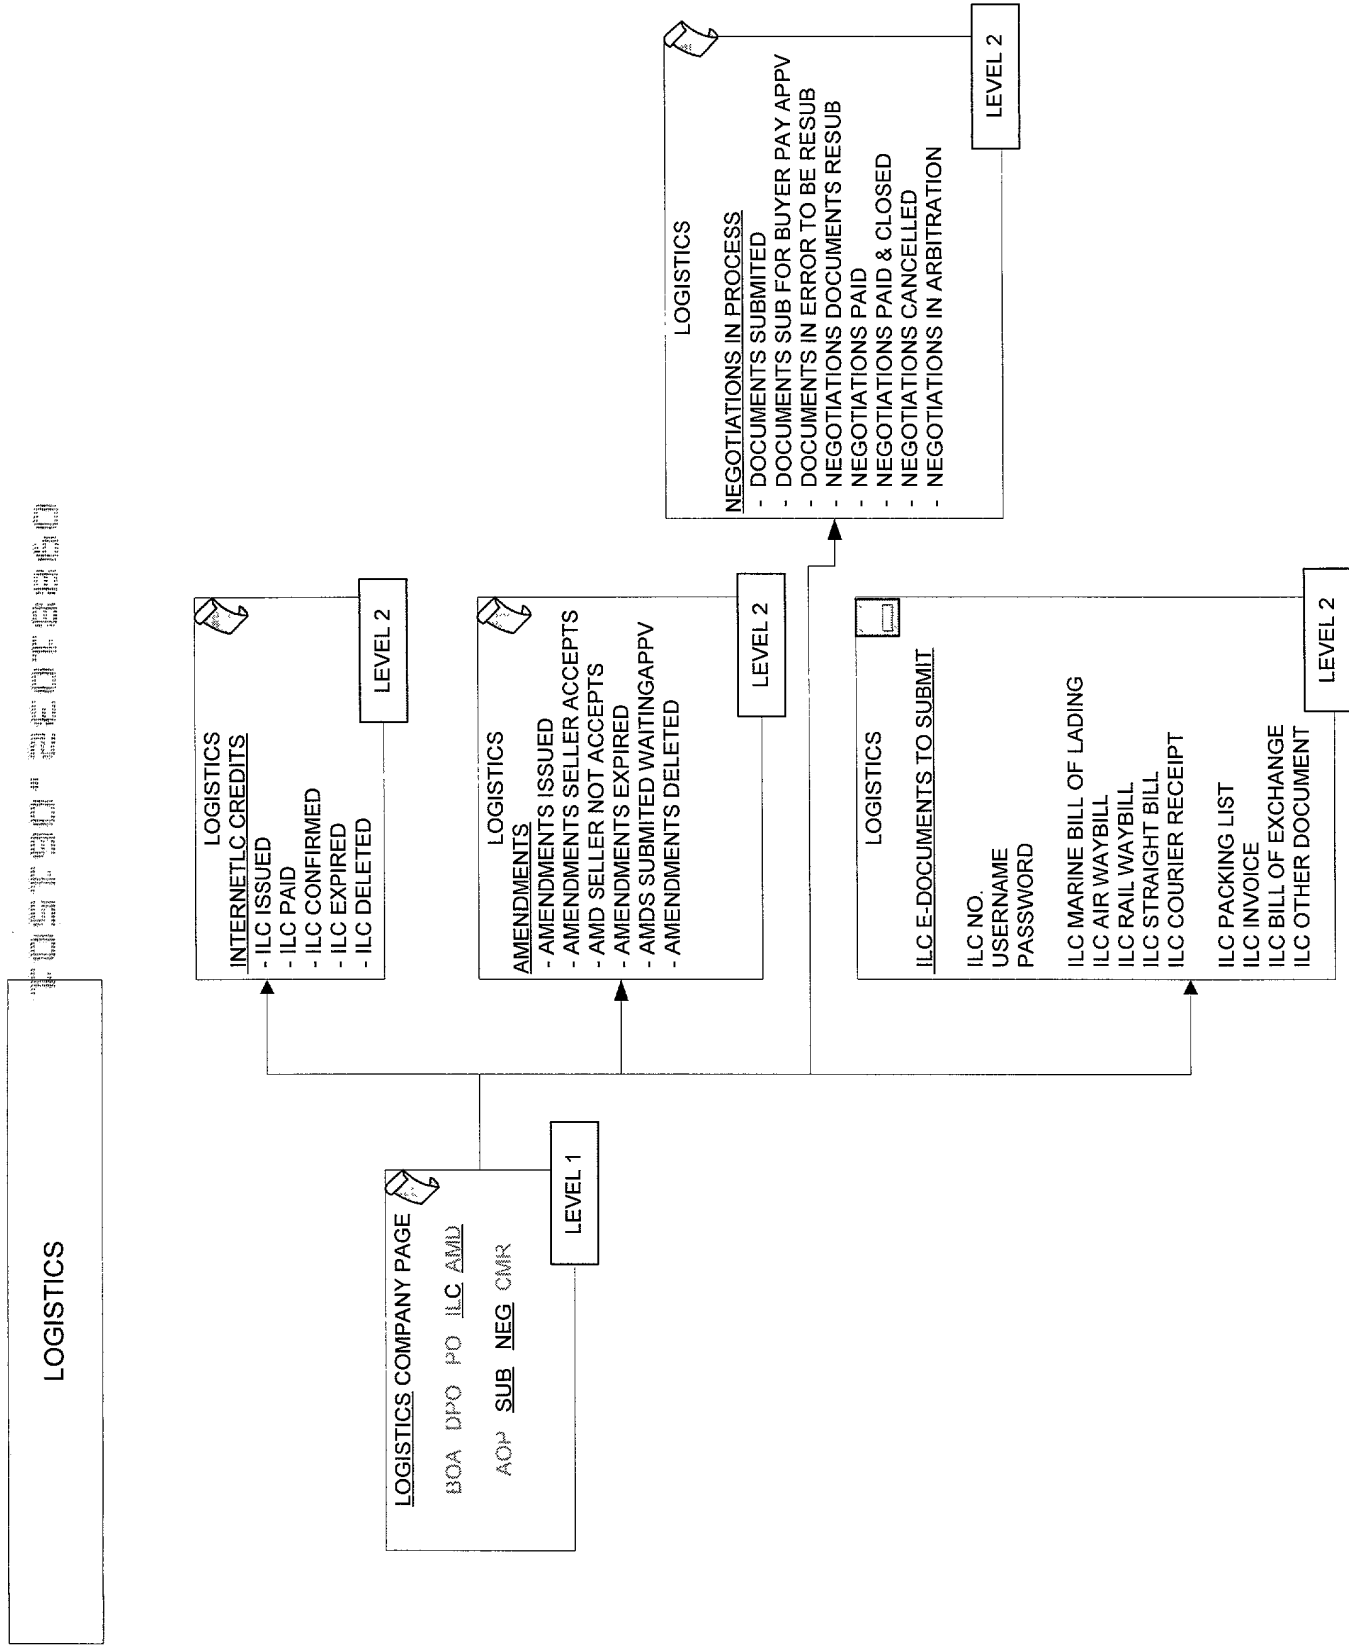 LOGISTICS
LOGISTICS COMPANY PAGE
BOA DPO PO ILC AMD
AOP SUB NEG CMR
LEVEL 1
LOGISTICS
INTERNETLC CREDITS
- ILC ISSUED
- ILC PAID
- ILC CONFIRMED
- ILC EXPIRED
- ILC DELETED
LEVEL 2
LOGISTICS
AMENDMENTS
- AMENDMENTS ISSUED
- AMENDMENTS SELLER ACCEPTS
- AMD SELLER NOT ACCEPTS
- AMENDMENTS EXPIRED
- AMDS SUBMITED WAITINGAPPV
- AMENDMENTS DELETED
LEVEL 2
LOGISTICS
ILC E-DOCUMENTS TO SUBMIT
ILC NO.
USERNAME
PASSWORD
ILC MARINE BILL OF LADING
ILC AIR WAYBILL
ILC RAIL WAYBILL
ILC STRAIGHT BILL
ILC COURIER RECEIPT
ILC PACKING LIST
ILC INVOICE
ILC BILL OF EXCHANGE
ILC OTHER DOCUMENT
LEVEL 2
LOGISTICS
NEGOTIATIONS IN PROCESS
- DOCUMENTS SUBMITED
- DOCUMENTS SUB FOR BUYER PAY APPV
- DOCUMENTS IN ERROR TO BE RESUB
- NEGOTIATIONS DOCUMENTS RESUB
- NEGOTIATIONS PAID
- NEGOTIATIONS PAID & CLOSED
- NEGOTIATIONS CANCELLED
- NEGOTIATIONS IN ARBITRATION
LEVEL 2